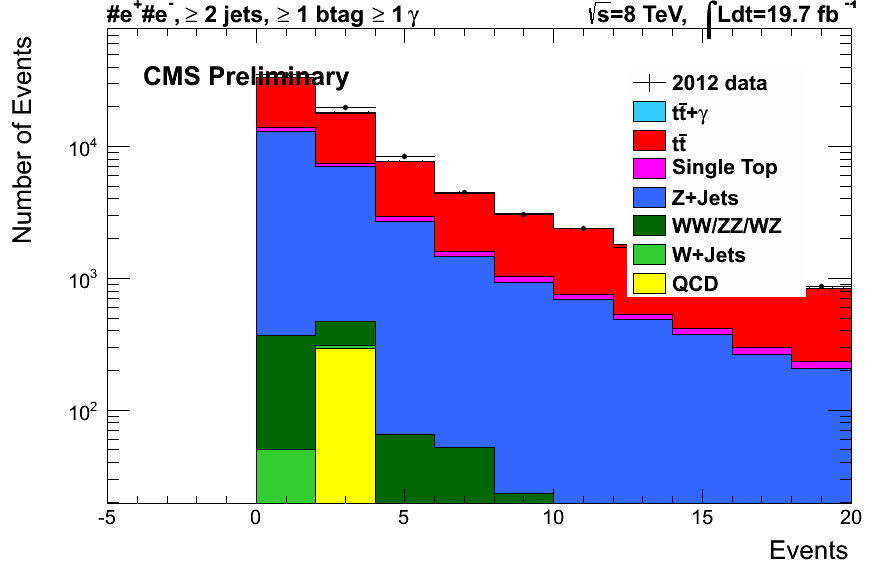 #e⁺#e⁻, ≥ 2 jets, ≥ 1 btag ≥ 1 γ √s=8 TeV, ∫Ldt=19.7 fb⁻¹
CMS Preliminary
2012 data
tt̄+γ
tt̄
Single Top
Z+Jets
WW/ZZ/WZ
W+Jets
QCD
Number of Events
10⁴
10³
10²
-5 0 5 10 15 20
Events